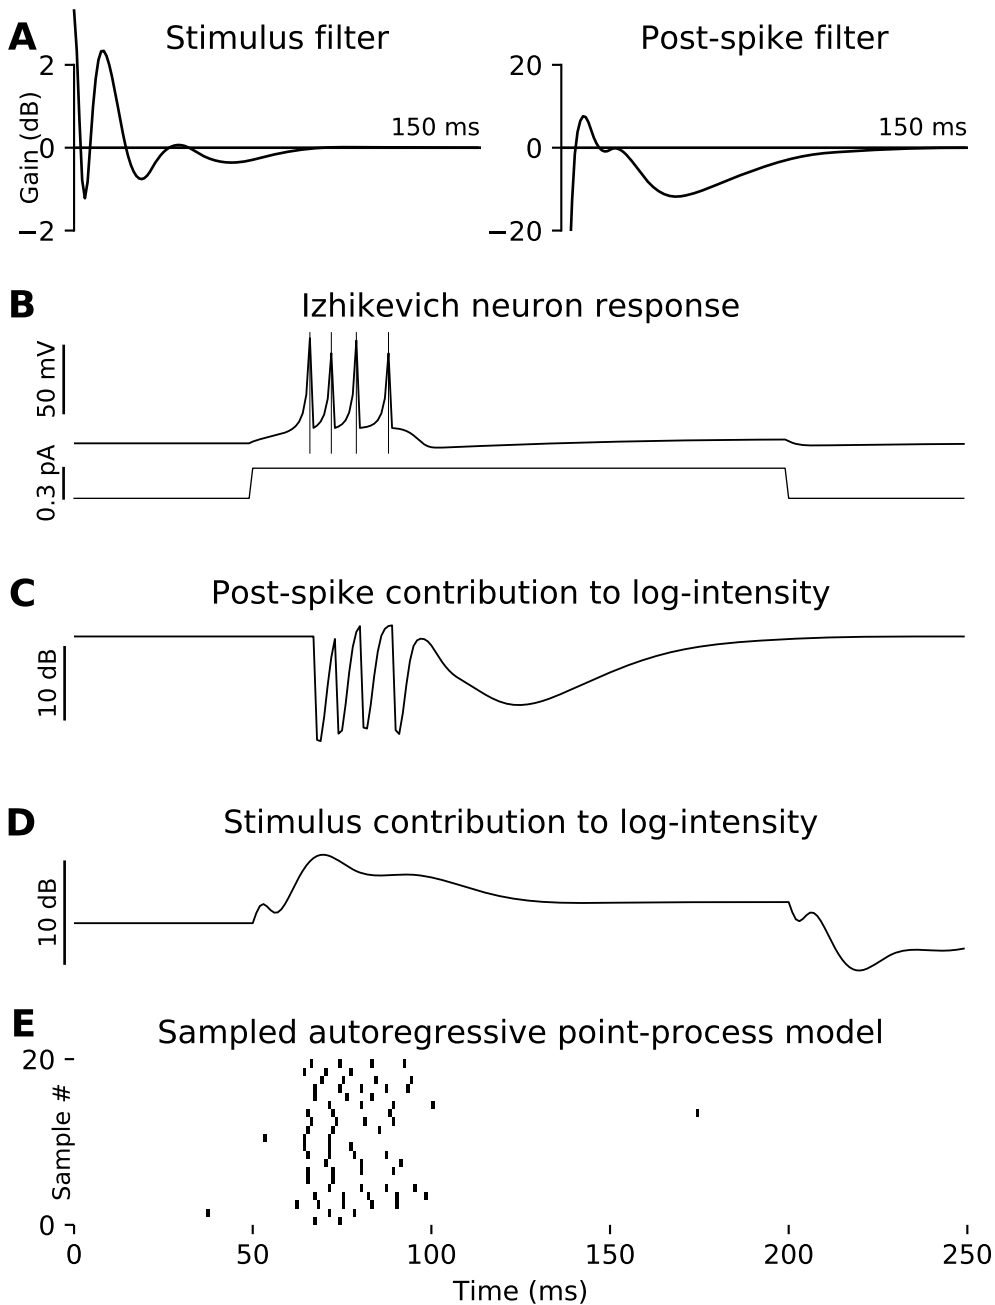 A
Stimulus filter
Post-spike filter
2
0
−2
Gain (dB)
150 ms
20
0
−20
150 ms
B
Izhikevich neuron response
50 mV
0.3 pA
C
Post-spike contribution to log-intensity
10 dB
D
Stimulus contribution to log-intensity
10 dB
E
Sampled autoregressive point-process model
20
0
Sample #
0
50
100
150
200
250
Time (ms)